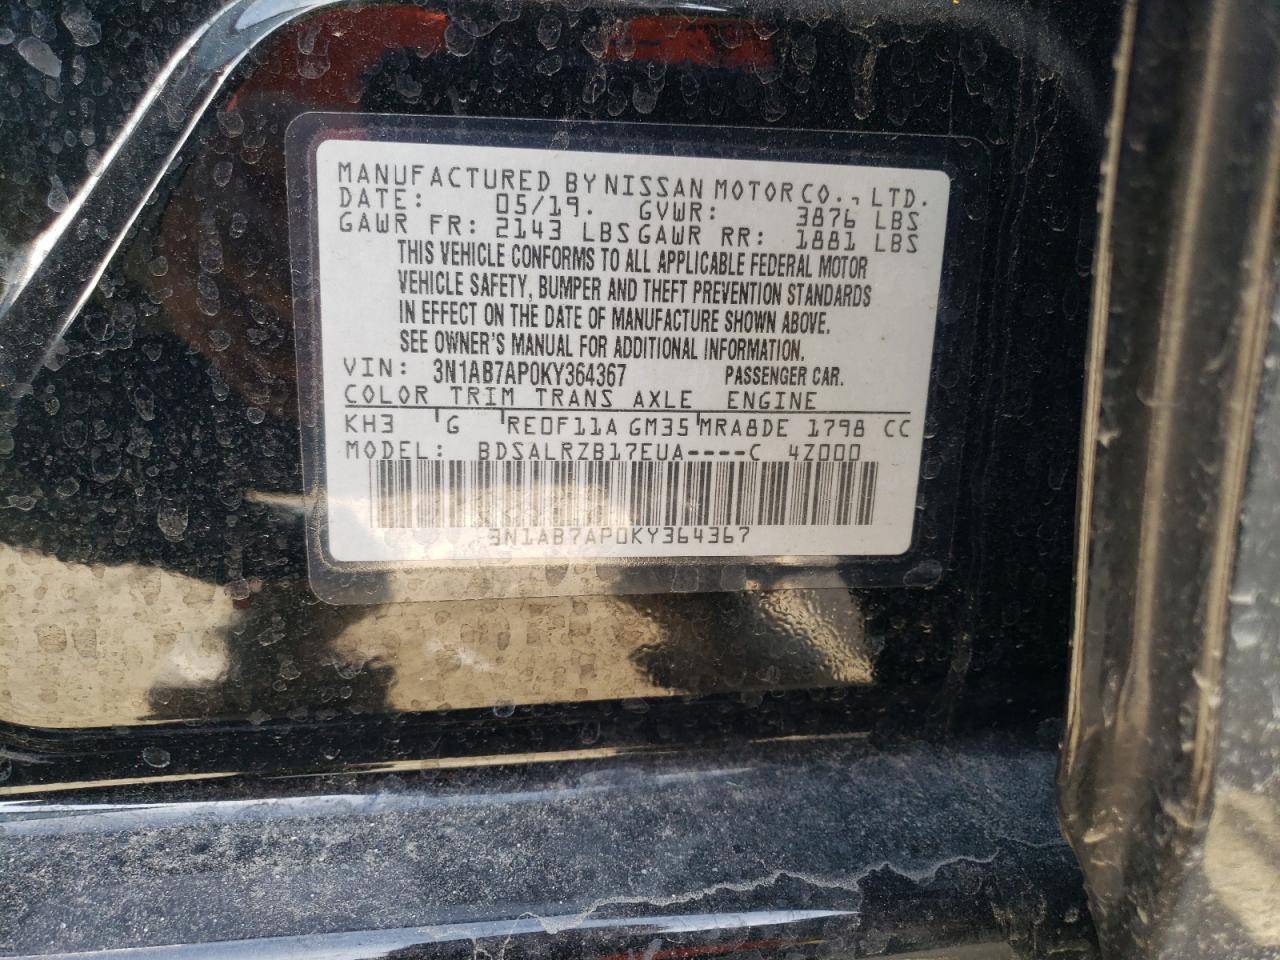 MANUFACTURED BY NISSAN MOTOR CO., LTD.
DATE: 05/19. GVWR: 3876 LBS
GAWR FR: 2143 LBS GAWR RR: 1881 LBS
THIS VEHICLE CONFORMS TO ALL APPLICABLE FEDERAL MOTOR
VEHICLE SAFETY, BUMPER AND THEFT PREVENTION STANDARDS
IN EFFECT ON THE DATE OF MANUFACTURE SHOWN ABOVE.
SEE OWNER'S MANUAL FOR ADDITIONAL INFORMATION.
VIN: 3N1AB7AP0KY364367 PASSENGER CAR.
COLOR TRIM TRANS AXLE ENGINE
KH3 G RE0F11A GM35 MRA8DE 1798 CC
MODEL: BDSALRZB17EUA----C 4Z000
3N1AB7AP0KY364367